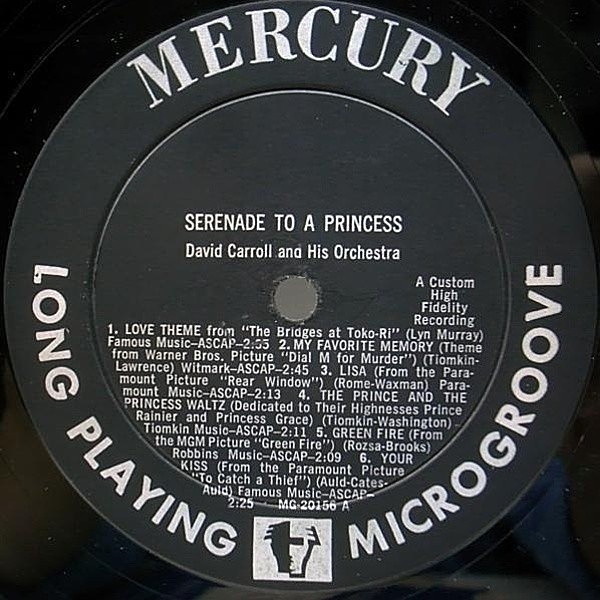 MERCURY
SERENADE TO A PRINCESS
David Carroll and His Orchestra
A Custom
High
Fidelity
Recording
1. LOVE THEME from "The Bridges at Toko-Ri" (Lyn Murray)
Famous Music—ASCAP—2:55 2. MY FAVORITE MEMORY (Theme
from Warner Bros. Picture "Dial M for Murder") (Tiomkin-
Lawrence) Witmark—ASCAP—2:45 3. LISA (From the Para-
mount Picture "Rear Window") (Rome-Waxman) Para-
mount Music—ASCAP—2:13 4. THE PRINCE AND THE
PRINCESS WALTZ (Dedicated to Their Highnesses Prince
Rainier and Princess Grace) (Tiomkin-Washington)—
Tiomkin Music—ASCAP—2:11 5. GREEN FIRE (From
the MGM Picture "Green Fire") (Rozsa-Brooks)
Robbins Music—ASCAP—2:09 6. YOUR
KISS (From the Paramount Picture
"To Catch a Thief") (Auld-Cates-
Auld) Famous Music—ASCAP—
2:25 MG-20156 A
LONG PLAYING MICROGROOVE